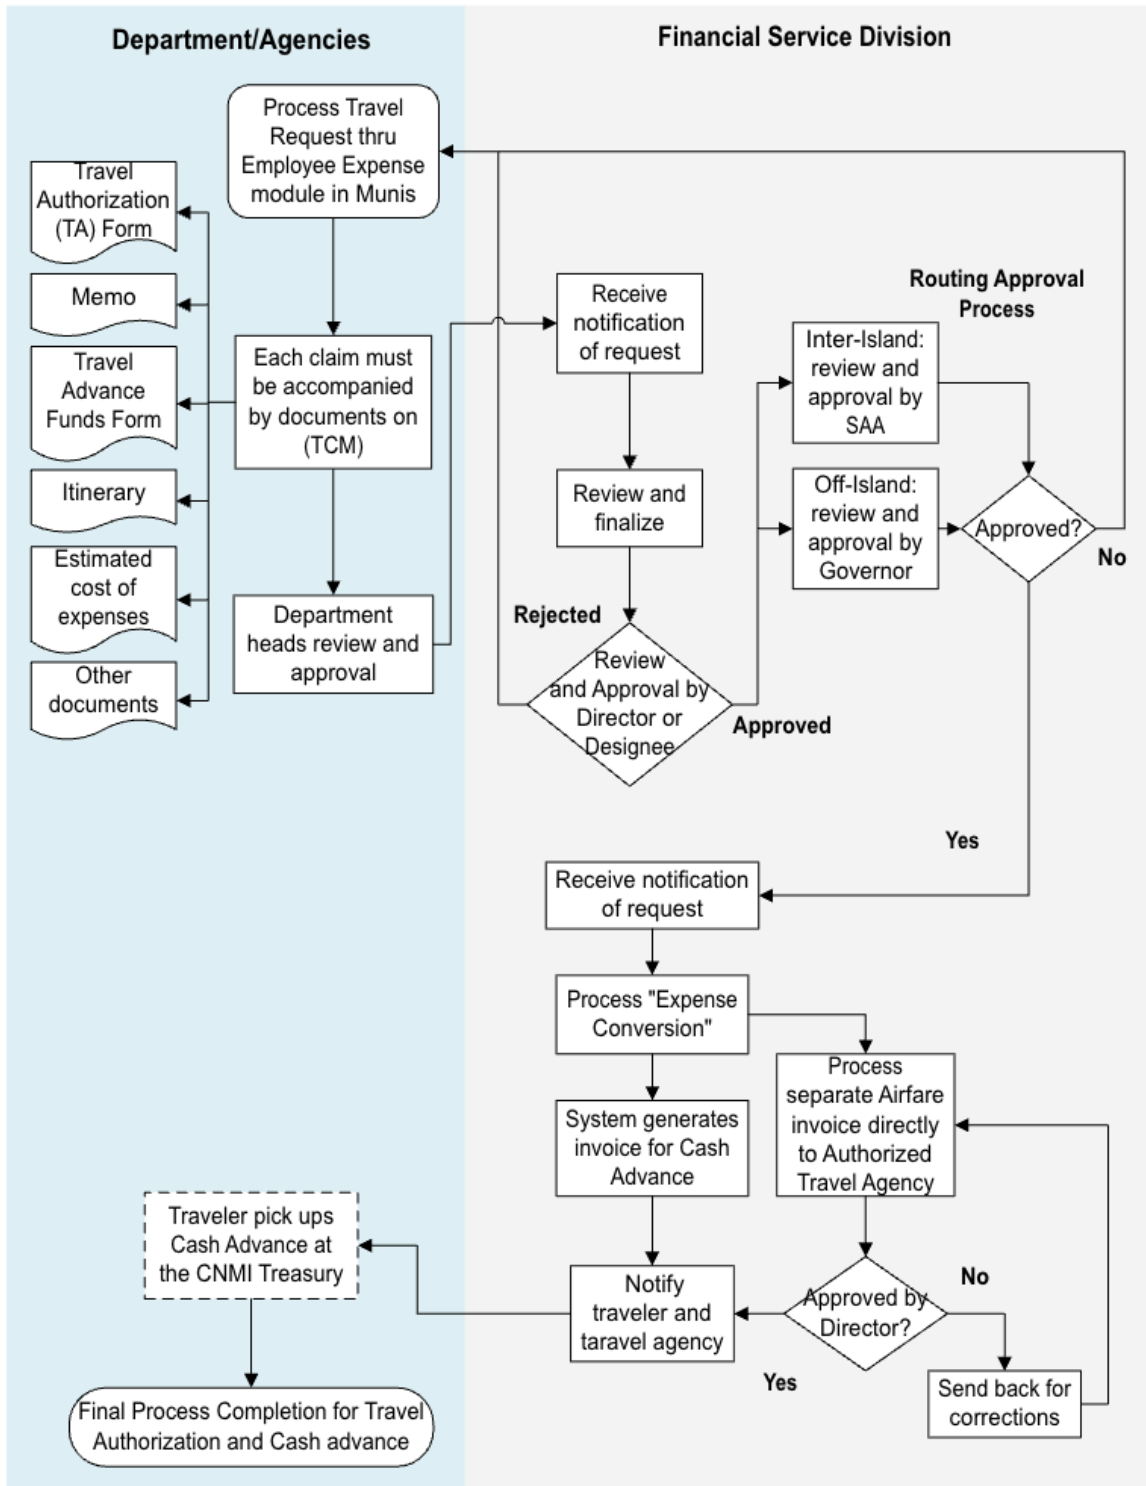 Department/Agencies
Financial Service Division
Process Travel
Request thru
Employee Expense
module in Munis
Travel
Authorization
(TA) Form
Memo
Travel
Advance
Funds Form
Itinerary
Estimated
cost of
expenses
Other
documents
Each claim must
be accompanied
by documents on
(TCM)
Department
heads review and
approval
Receive
notification
of request
Review and
finalize
Rejected
Review
and Approval by
Director or
Designee
Approved
Routing Approval
Process
Inter-Island:
review and
approval by
SAA
Off-Island:
review and
approval by
Governor
Approved?
No
Yes
Receive notification
of request
Process "Expense
Conversion"
System generates
invoice for Cash
Advance
Process
separate Airfare
invoice directly
to Authorized
Travel Agency
Approved by
Director?
No
Yes
Send back for
corrections
Notify
traveler and
taravel agency
Traveler pick ups
Cash Advance at
the CNMI Treasury
Final Process Completion for Travel
Authorization and Cash advance